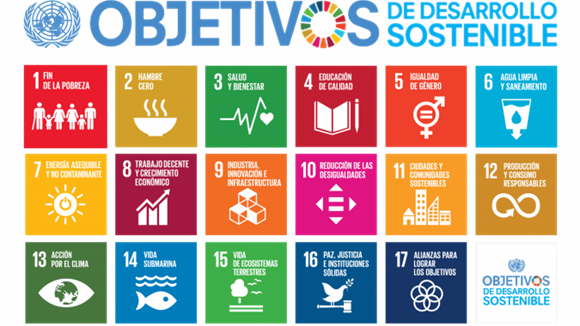 OBJETIVOS DE DESARROLLO
SOSTENIBLE
1 FIN
DE LA POBREZA
2 HAMBRE
CERO
3 SALUD
Y BIENESTAR
4 EDUCACIÓN
DE CALIDAD
5 IGUALDAD
DE GÉNERO
6 AGUA LIMPIA
Y SANEAMIENTO
7 ENERGÍA ASEQUIBLE
Y NO CONTAMINANTE
8 TRABAJO DECENTE
Y CRECIMIENTO
ECONÓMICO
9 INDUSTRIA,
INNOVACIÓN E
INFRAESTRUCTURA
10 REDUCCIÓN DE LAS
DESIGUALDADES
11 CIUDADES Y
COMUNIDADES
SOSTENIBLES
12 PRODUCCIÓN
Y CONSUMO
RESPONSABLES
13 ACCIÓN
POR EL CLIMA
14 VIDA
SUBMARINA
15 VIDA
DE ECOSISTEMAS
TERRESTRES
16 PAZ, JUSTICIA
E INSTITUCIONES
SÓLIDAS
17 ALIANZAS PARA
LOGRAR
LOS OBJETIVOS
OBJETIVOS
DE DESARROLLO
SOSTENIBLE